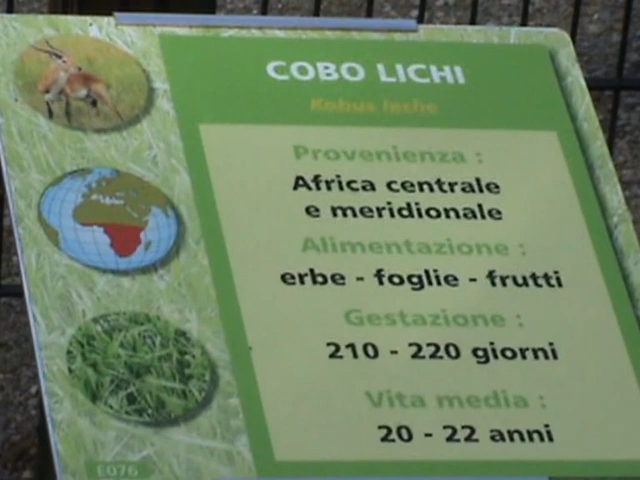 COBO LICHI
Kobus leche
Provenienza :
Africa centrale
e meridionale
Alimentazione :
erbe - foglie - frutti
Gestazione :
210 - 220 giorni
Vita media :
20 - 22 anni
E076